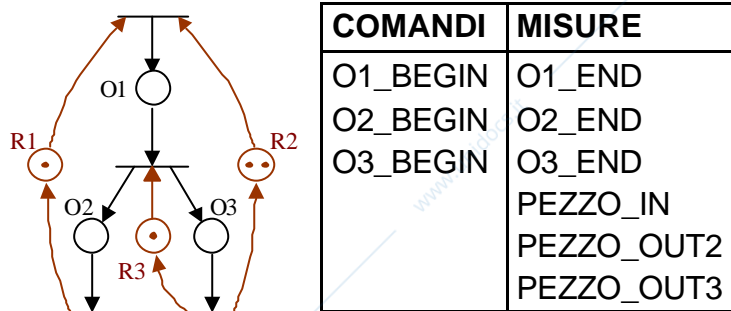 O1
R1
R2
O2
O3
R3
COMANDI MISURE
O1_BEGIN O1_END
O2_BEGIN O2_END
O3_BEGIN O3_END
PEZZO_IN
PEZZO_OUT2
PEZZO_OUT3